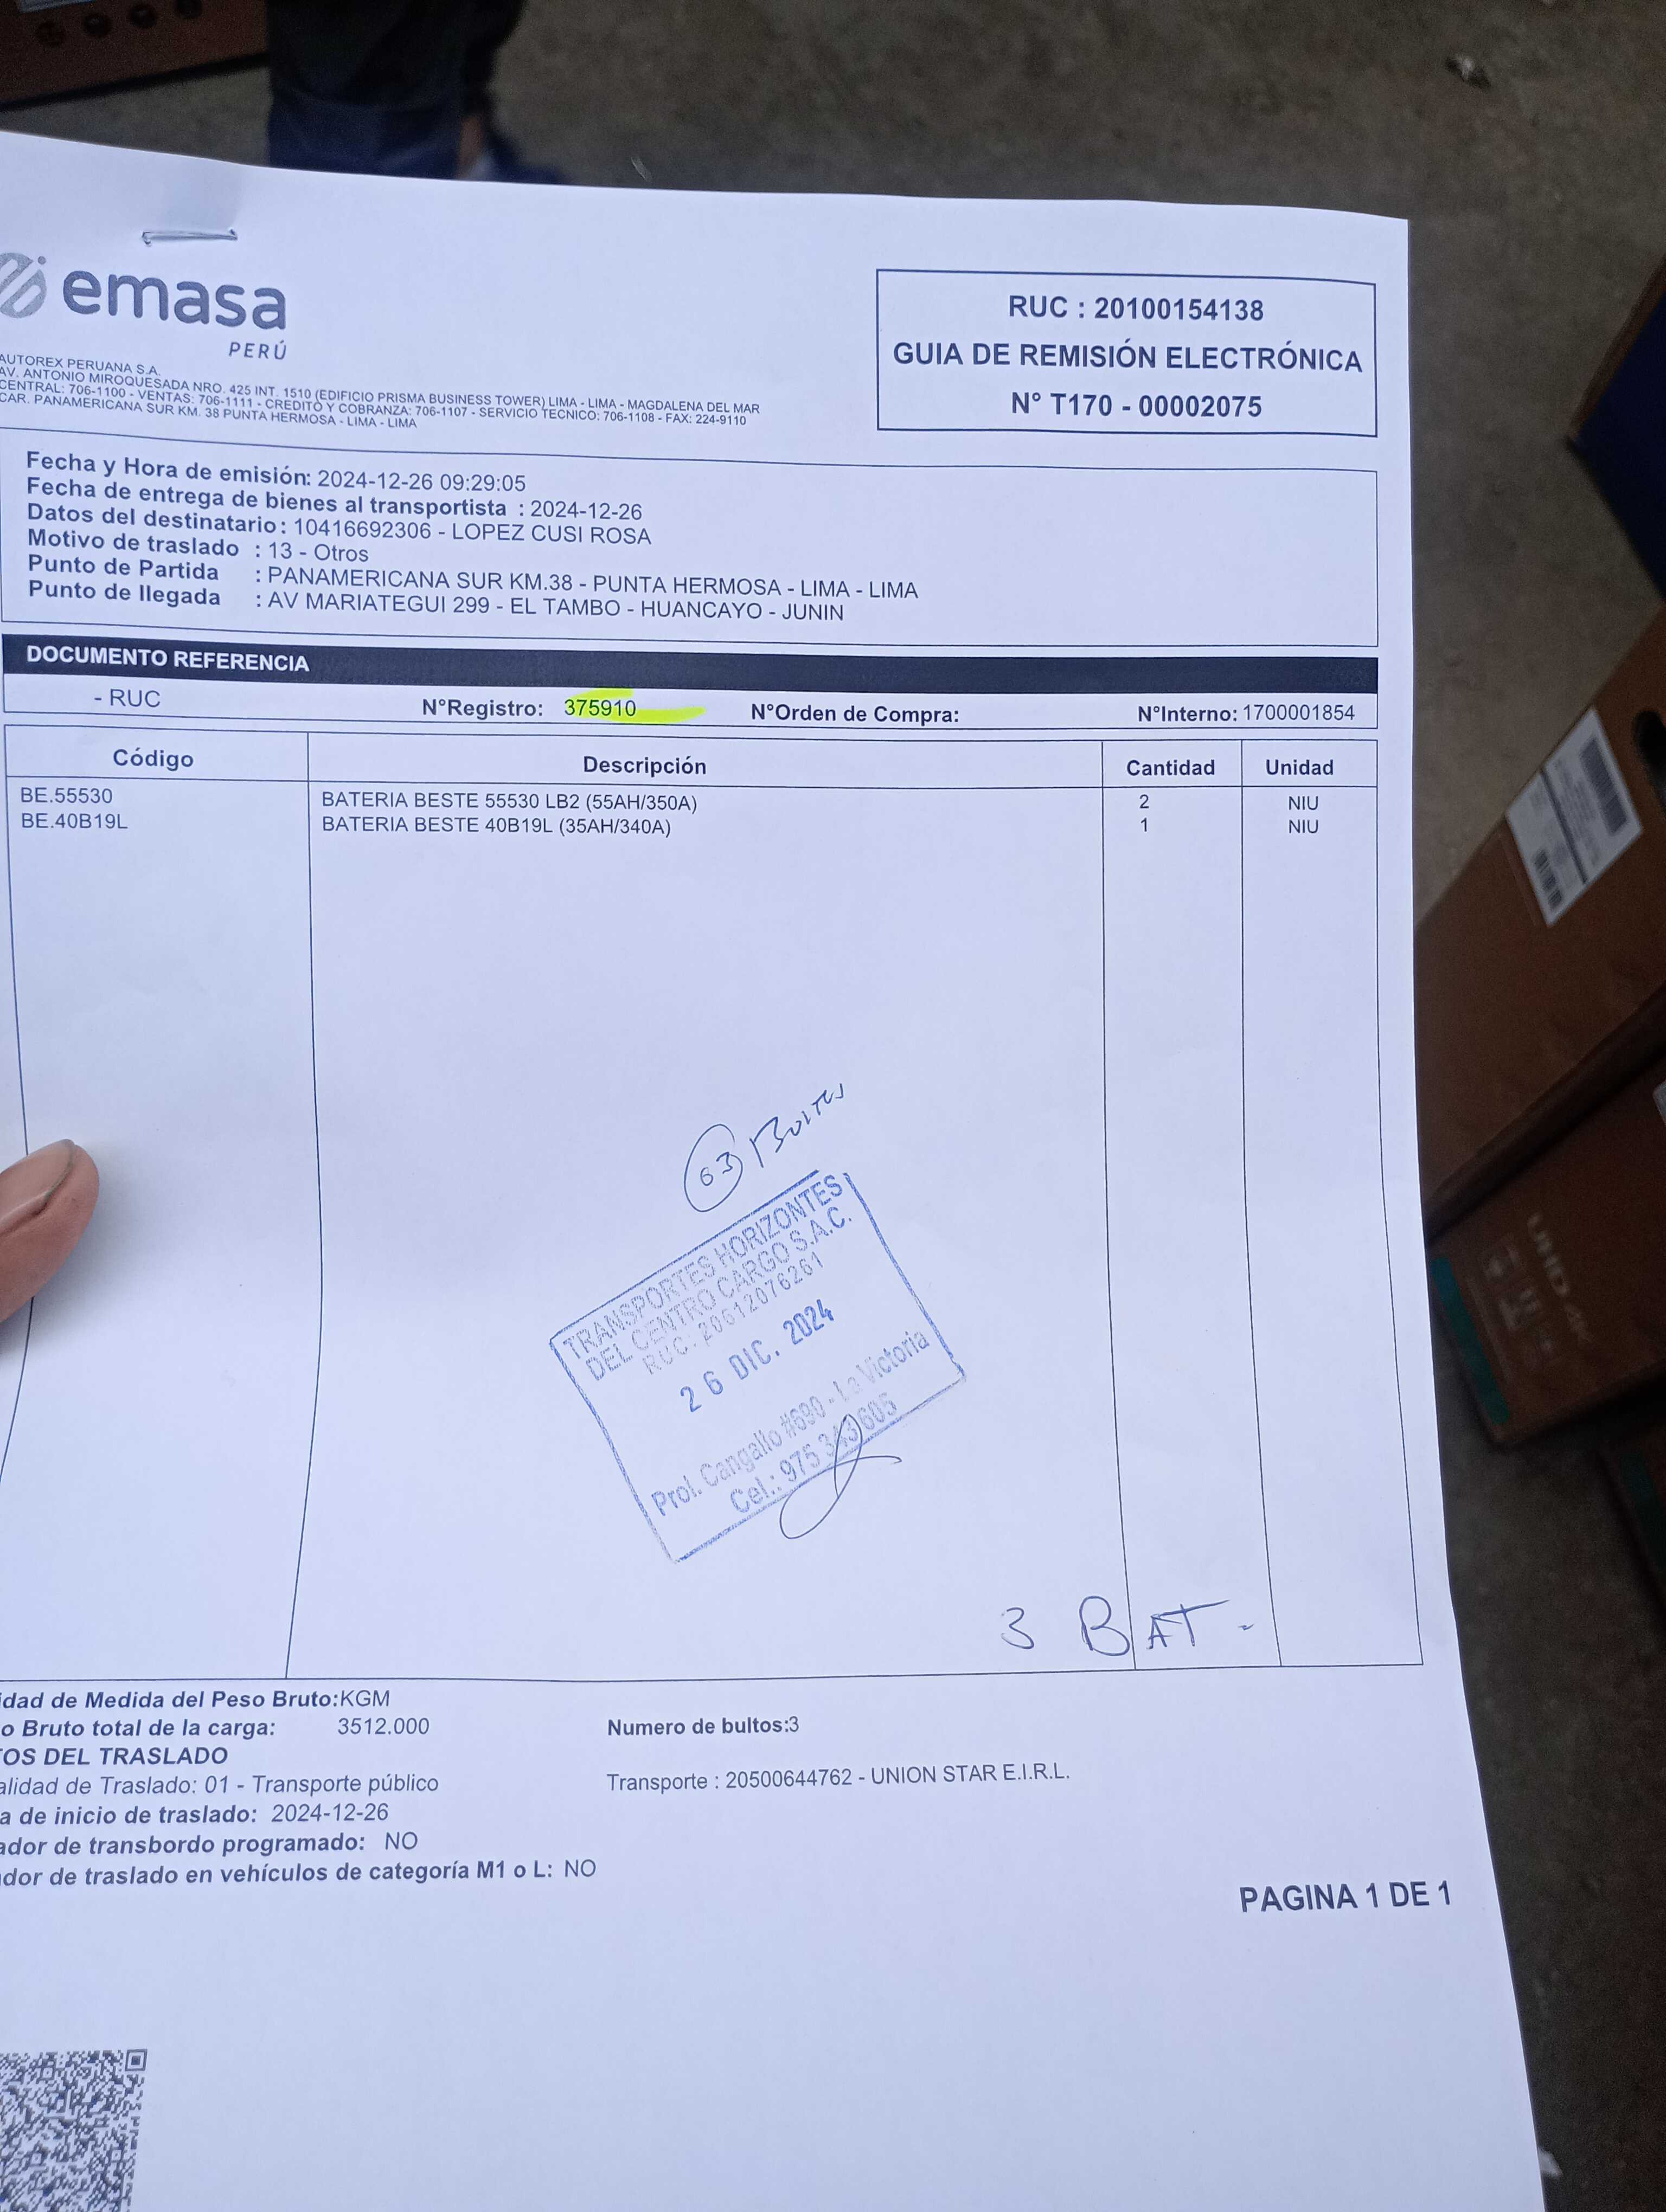 emasa
PERÚ
AUTOREX PERUANA S.A.
AV. ANTONIO MIROQUESADA NRO. 425 INT. 1510 (EDIFICIO PRISMA BUSINESS TOWER) LIMA - LIMA - MAGDALENA DEL MAR
CENTRAL: 706-1100 - VENTAS: 706-1111 - CREDITO Y COBRANZA: 706-1107 - SERVICIO TECNICO: 706-1108 - FAX: 224-9110
CAR. PANAMERICANA SUR KM. 38 PUNTA HERMOSA - LIMA - LIMA
RUC : 20100154138
GUIA DE REMISIÓN ELECTRÓNICA
N° T170 - 00002075
Fecha y Hora de emisión: 2024-12-26 09:29:05
Fecha de entrega de bienes al transportista : 2024-12-26
Datos del destinatario : 10416692306 - LOPEZ CUSI ROSA
Motivo de traslado : 13 - Otros
Punto de Partida : PANAMERICANA SUR KM.38 - PUNTA HERMOSA - LIMA - LIMA
Punto de llegada : AV MARIATEGUI 299 - EL TAMBO - HUANCAYO - JUNIN
DOCUMENTO REFERENCIA
- RUC N°Registro: 375910 N°Orden de Compra: N°Interno: 1700001854
Código Descripción Cantidad Unidad
BE.55530 BATERIA BESTE 55530 LB2 (55AH/350A) 2 NIU
BE.40B19L BATERIA BESTE 40B19L (35AH/340A) 1 NIU
63 Bultos
TRANSPORTES HORIZONTES
DEL CENTRO CARGO S.A.C.
RUC: 20612076261
26 DIC. 2024
Prol. Cangallo #690 - La Victoria
Cel.: 975 343 605
3 BAT -
idad de Medida del Peso Bruto:KGM
o Bruto total de la carga: 3512.000 Numero de bultos:3
OS DEL TRASLADO
alidad de Traslado: 01 - Transporte público Transporte : 20500644762 - UNION STAR E.I.R.L.
a de inicio de traslado: 2024-12-26
ador de transbordo programado: NO
dor de traslado en vehículos de categoría M1 o L: NO
PAGINA 1 DE 1
UHD 4K